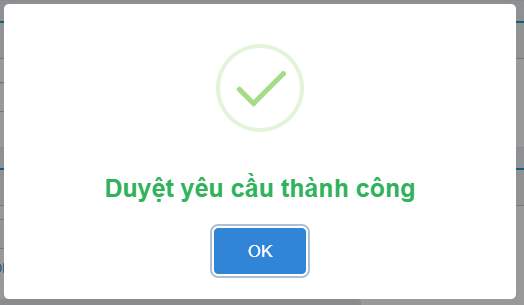 Duyệt yêu cầu thành công
OK